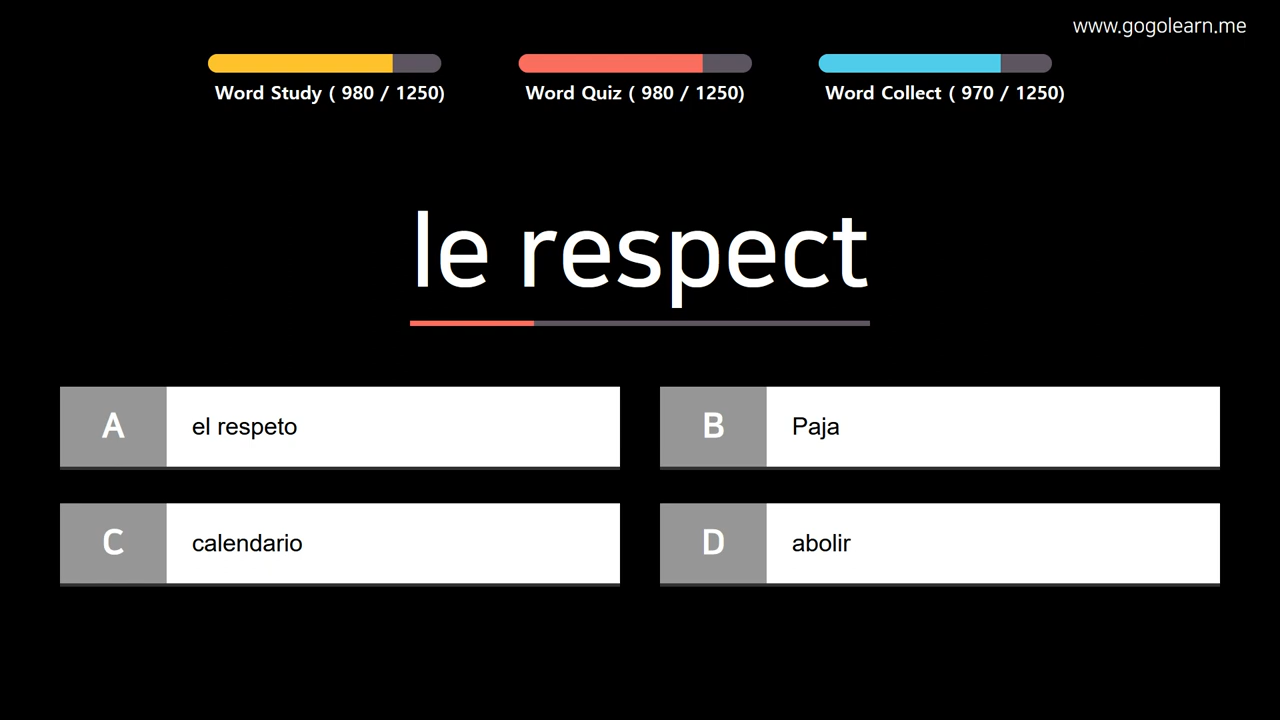 www.gogolearn.me
Word Study ( 980 / 1250)
Word Quiz ( 980 / 1250)
Word Collect ( 970 / 1250)
le respect
A
el respeto
B
Paja
C
calendario
D
abolir